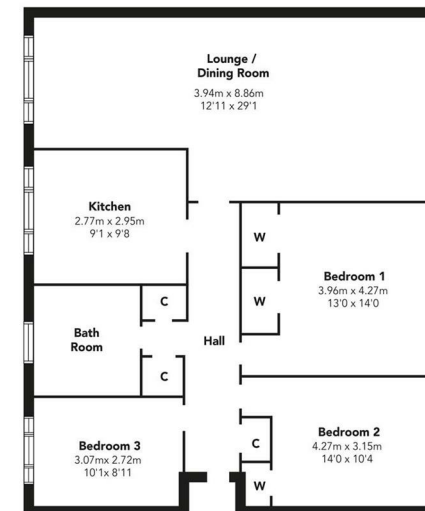 Lounge /
Dining Room
3.94m x 8.86m
12'11 x 29'1
Kitchen
2.77m x 2.95m
9'1 x 9'8
W
W
Bedroom 1
3.96m x 4.27m
13'0 x 14'0
C
Bath
Room
Hall
C
Bedroom 3
3.07mx 2.72m
10'1x 8'11
C
W
Bedroom 2
4.27m x 3.15m
14'0 x 10'4